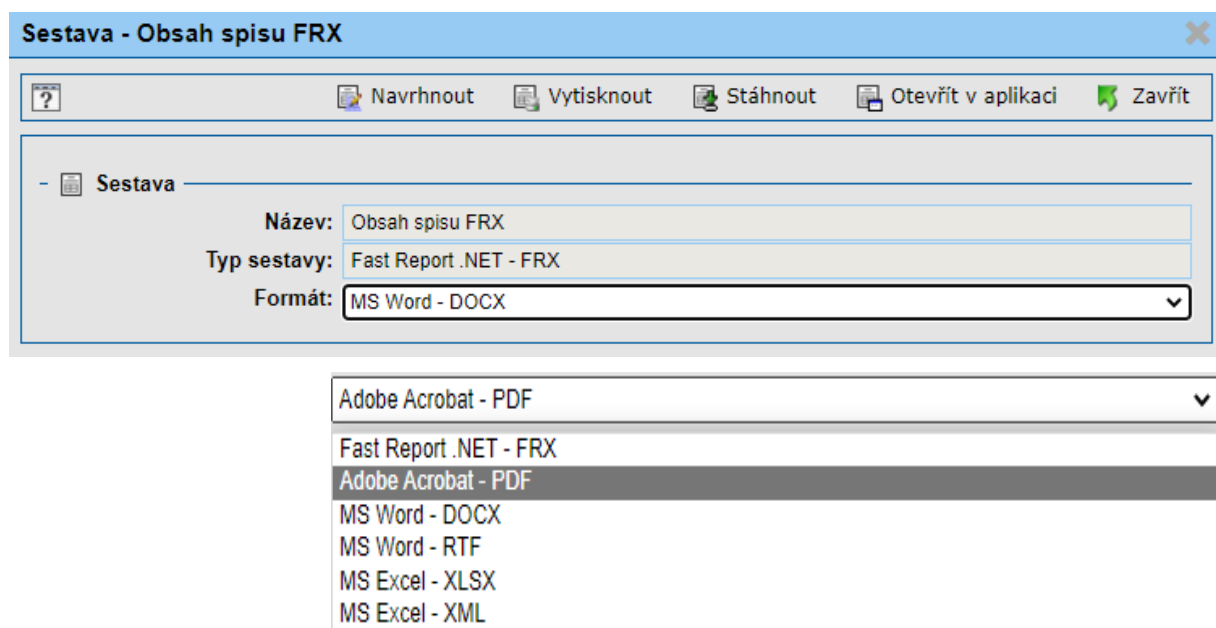 Sestava - Obsah spisu FRX
Navrhnout Vytisknout Stáhnout Otevřít v aplikaci Zavřít
- Sestava
Název: Obsah spisu FRX
Typ sestavy: Fast Report .NET - FRX
Formát: MS Word - DOCX
Adobe Acrobat - PDF
Fast Report .NET - FRX
Adobe Acrobat - PDF
MS Word - DOCX
MS Word - RTF
MS Excel - XLSX
MS Excel - XML